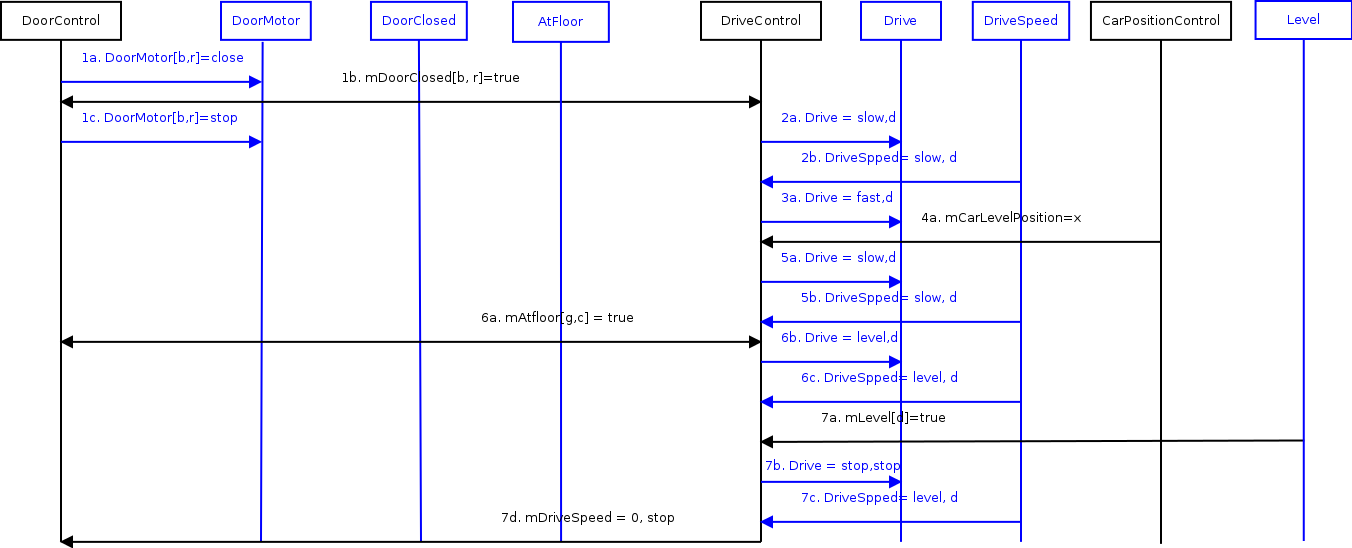 DoorControl
DoorMotor
DoorClosed
AtFloor
DriveControl
Drive
DriveSpeed
CarPositionControl
Level
1a. DoorMotor[b,r]=close
1b. mDoorClosed[b, r]=true
1c. DoorMotor[b,r]=stop
2a. Drive = slow,d
2b. DriveSpped= slow, d
3a. Drive = fast,d
4a. mCarLevelPosition=x
5a. Drive = slow,d
5b. DriveSpped= slow, d
6a. mAtfloor[g,c] = true
6b. Drive = level,d
6c. DriveSpped= level, d
7a. mLevel[d]=true
7b. Drive = stop,stop
7c. DriveSpped= level, d
7d. mDriveSpeed = 0, stop